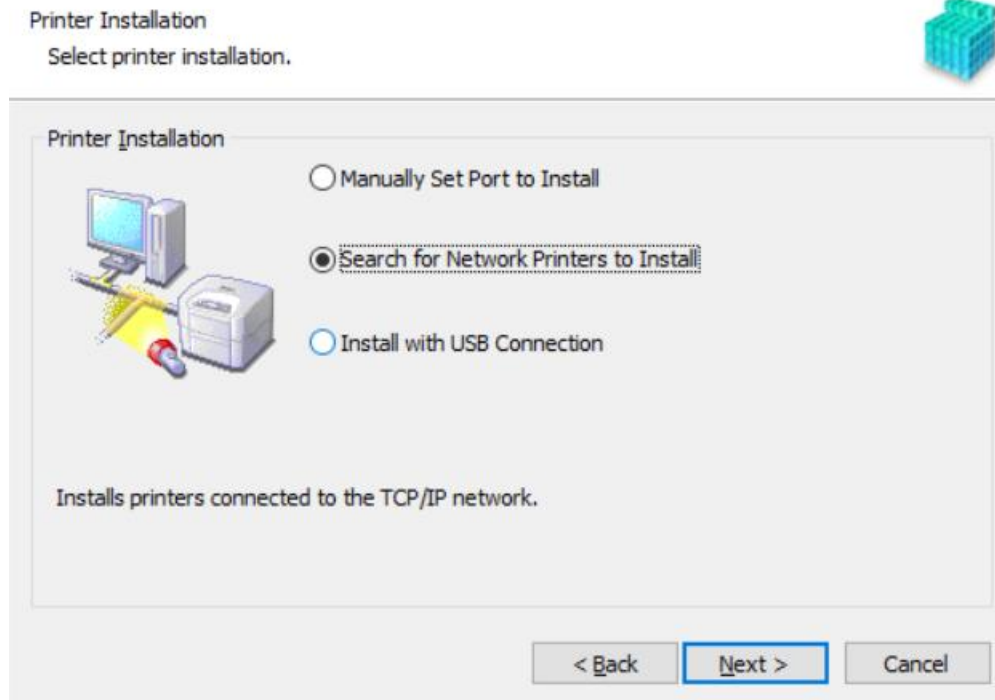 Printer Installation
Select printer installation.
Printer Installation
Manually Set Port to Install
Search for Network Printers to Install
Install with USB Connection
Installs printers connected to the TCP/IP network.
< Back
Next >
Cancel